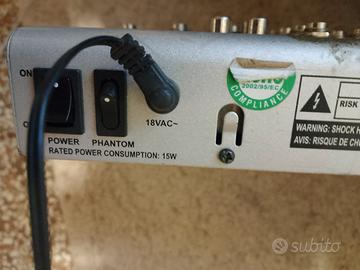 ON
POWER
PHANTOM
18VAC~
RATED POWER CONSUMPTION: 15W
2002/95/EC
COMPLIANCE
RISK
WARNING: SHOCK H
AVIS: RISQUE DE CH
subito